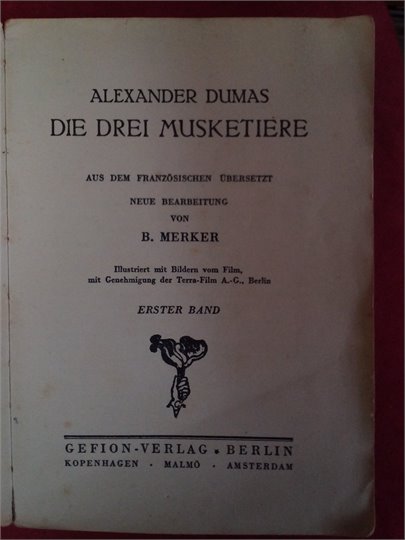 ALEXANDER DUMAS
DIE DREI MUSKETIERE
AUS DEM FRANZÖSISCHEN ÜBERSETZT
NEUE BEARBEITUNG
VON
B. MERKER
Illustriert mit Bildern vom Film,
mit Genehmigung der Terra-Film A.-G., Berlin
ERSTER BAND
GEFION-VERLAG • BERLIN
KOPENHAGEN · MALMÖ · AMSTERDAM